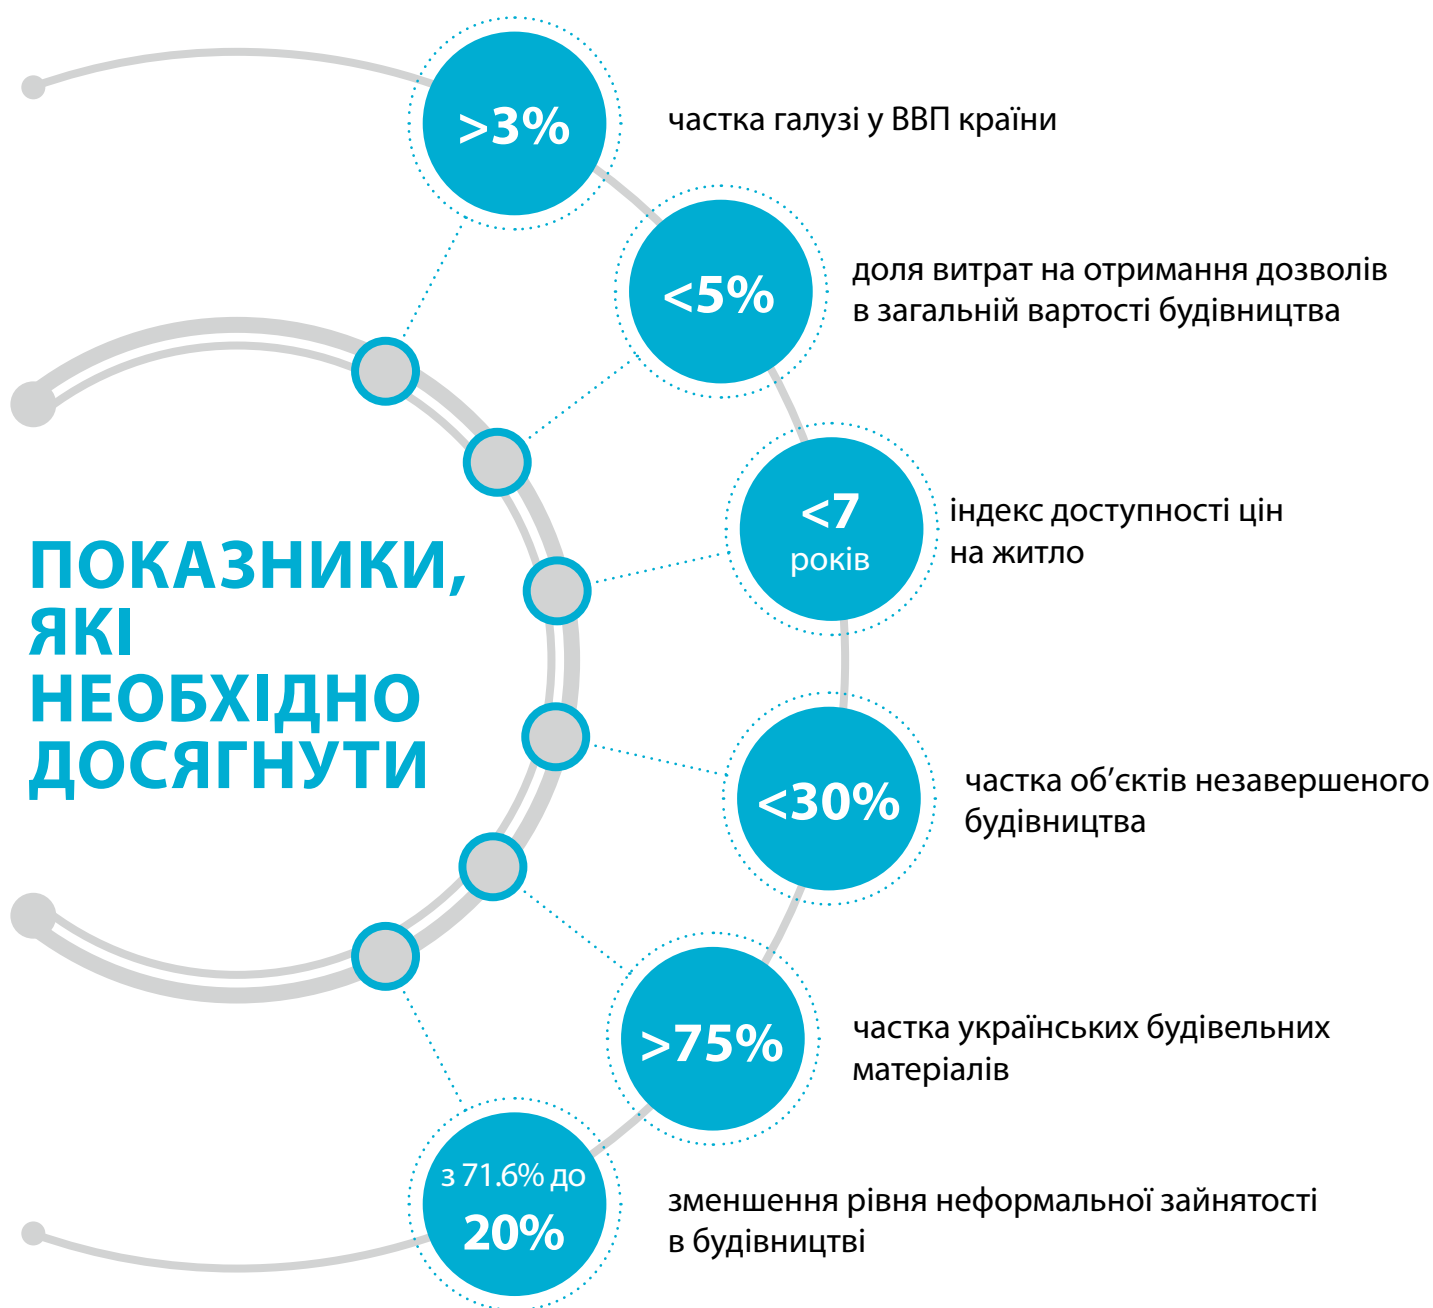 ПОКАЗНИКИ,
ЯКІ
НЕОБХІДНО
ДОСЯГНУТИ
>3%
частка галузі у ВВП країни
<5%
доля витрат на отримання дозволів
в загальній вартості будівництва
<7
років
індекс доступності цін
на житло
<30%
частка об’єктів незавершеного
будівництва
>75%
частка українських будівельних
матеріалів
з 71.6% до
20%
зменшення рівня неформальної зайнятості
в будівництві